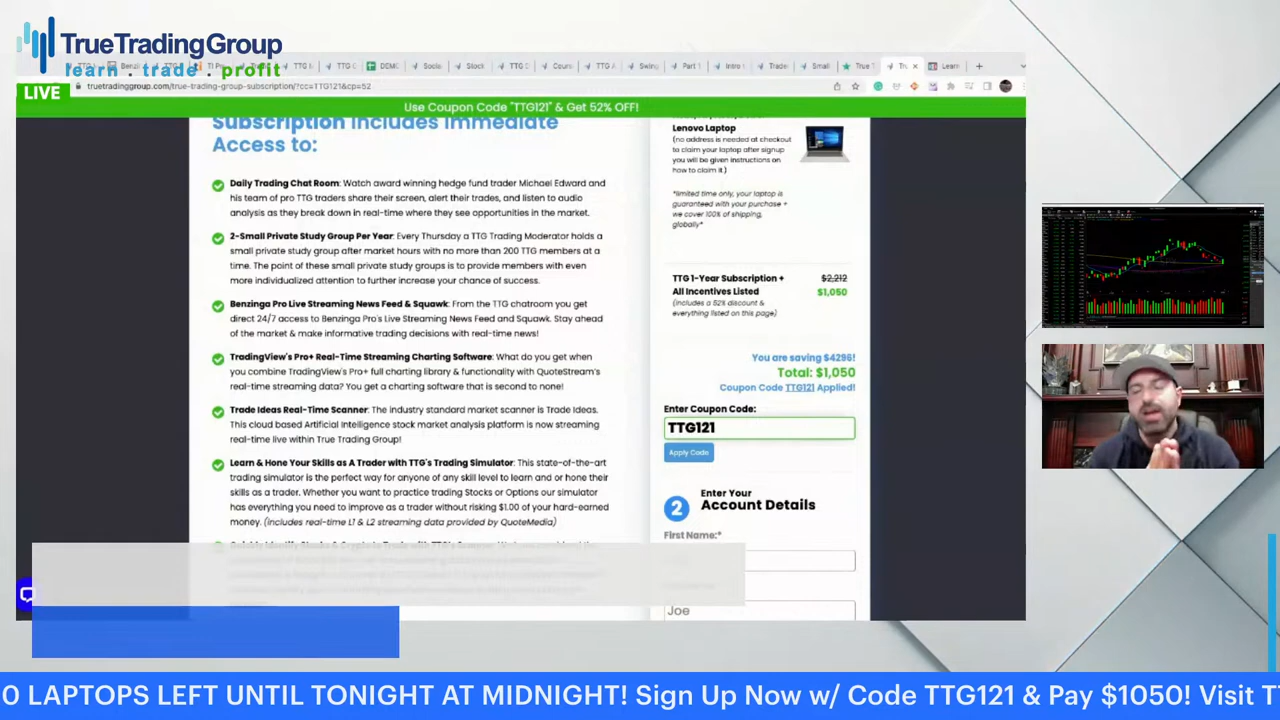 TrueTradingGroup
learn . trade . profit
LIVE
truetradinggroup.com/true-trading-group-subscription/?cc=TTG121&cp=52
Use Coupon Code "TTG121" & Get 52% OFF!
Subscription Includes Immediate
Access to:
Daily Trading Chat Room: Watch award winning hedge fund trader Michael Edward and
his team of pro TTG traders share their screen, alert their trades, and listen to audio
analysis as they break down in real-time where they see opportunities in the market.
2-Small Private Study Group Per Year: Every Thursday a TTG Trading Moderator holds a
small private study group after market hours with no more than 200 TTG members at a
time. The point of these small private study groups is to provide members with even
more individualized attention to further increase your chance of success.
Benzinga Pro Live Streaming News Feed & Squawk: From the TTG chatroom you get
direct 24/7 access to Benzinga Pro's Live Streaming News Feed and Squawk. Stay ahead
of the market & make informative trading decisions with real-time news!
TradingView's Pro+ Real-Time Streaming Charting Software: What do you get when
you combine TradingView's Pro+ full charting library & functionality with QuoteStream's
real-time streaming data? You get a charting software that is second to none!
Trade Ideas Real-Time Scanner: The industry standard market scanner is Trade Ideas.
This cloud based Artificial Intelligence stock market analysis platform is now streaming
real-time live within True Trading Group!
Learn & Hone Your Skills as A Trader with TTG's Trading Simulator: This state-of-the-art
trading simulator is the perfect way for anyone of any skill level to learn and or hone their
skills as a trader. Whether you want to practice trading Stocks or Options our simulator
has everything you need to improve as a trader without risking $1.00 of your hard-earned
money. (Includes real-time L1 & L2 streaming data provided by QuoteMedia)
Lenovo Laptop
(no address is needed at checkout
to claim your laptop after signup
you will be given instructions on
how to claim it.)
*limited time only, your laptop is
guaranteed with your purchase +
we cover 100% of shipping,
globally*
TTG 1-Year Subscription + $2,212
All Incentives Listed $1,050
(includes a 52% discount &
everything listed on this page)
You are saving $4296!
Total: $1,050
Coupon Code TTG121 Applied!
Enter Coupon Code:
TTG121
Apply Code
2
Enter Your
Account Details
First Name:*
Joe
0 LAPTOPS LEFT UNTIL TONIGHT AT MIDNIGHT! Sign Up Now w/ Code TTG121 & Pay $1050! Visit